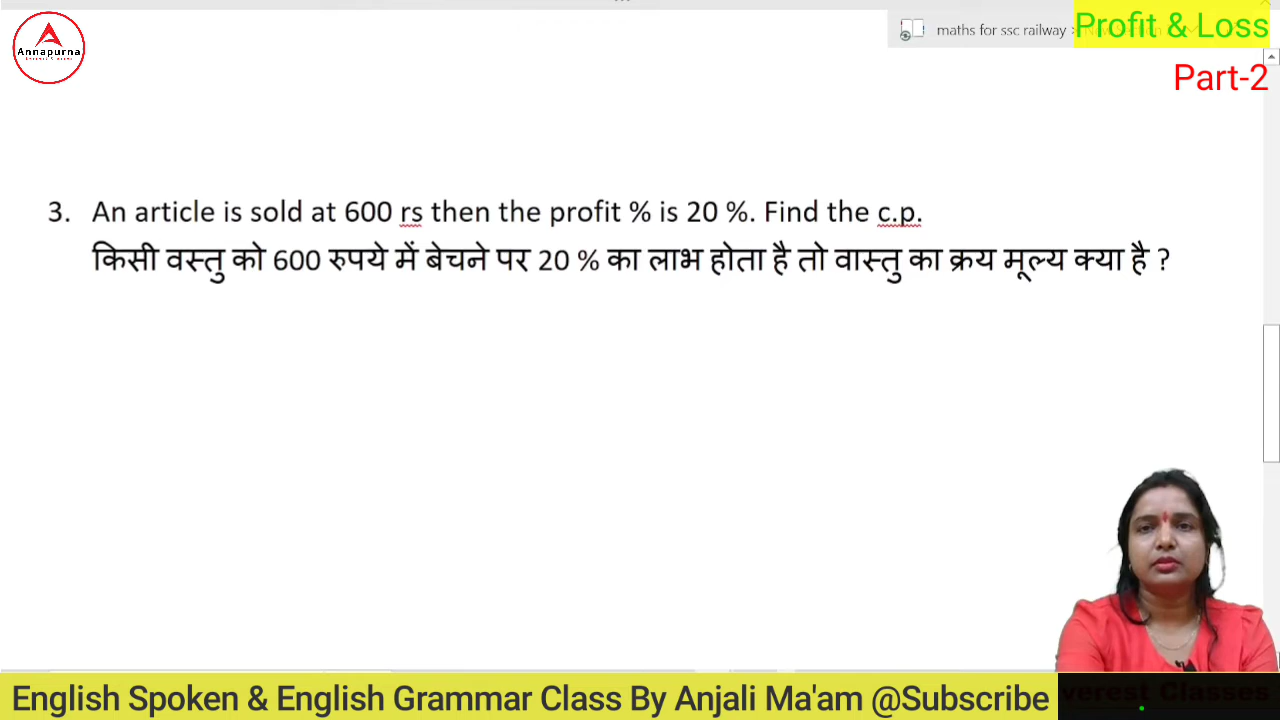 Annapurna
maths for ssc railway
Profit & Loss
Part-2
3. An article is sold at 600 rs then the profit % is 20 %. Find the c.p.
किसी वस्तु को 600 रुपये में बेचने पर 20 % का लाभ होता है तो वास्तु का क्रय मूल्य क्या है ?
English Spoken & English Grammar Class By Anjali Ma'am @Subscribe
verest Classes